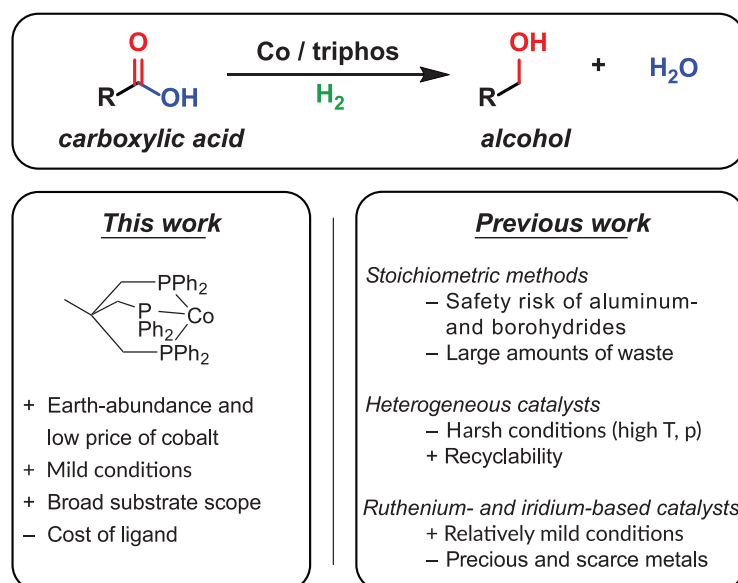 O
R
OH
carboxylic acid
Co / triphos
H₂
OH
R
alcohol
+
H₂O
This work
PPh₂
P
Ph₂
Co
PPh₂
+ Earth-abundance and
low price of cobalt
+ Mild conditions
+ Broad substrate scope
– Cost of ligand
Previous work
Stoichiometric methods
– Safety risk of aluminum-
and borohydrides
– Large amounts of waste
Heterogeneous catalysts
– Harsh conditions (high T, p)
+ Recyclability
Ruthenium- and iridium-based catalysts
+ Relatively mild conditions
– Precious and scarce metals